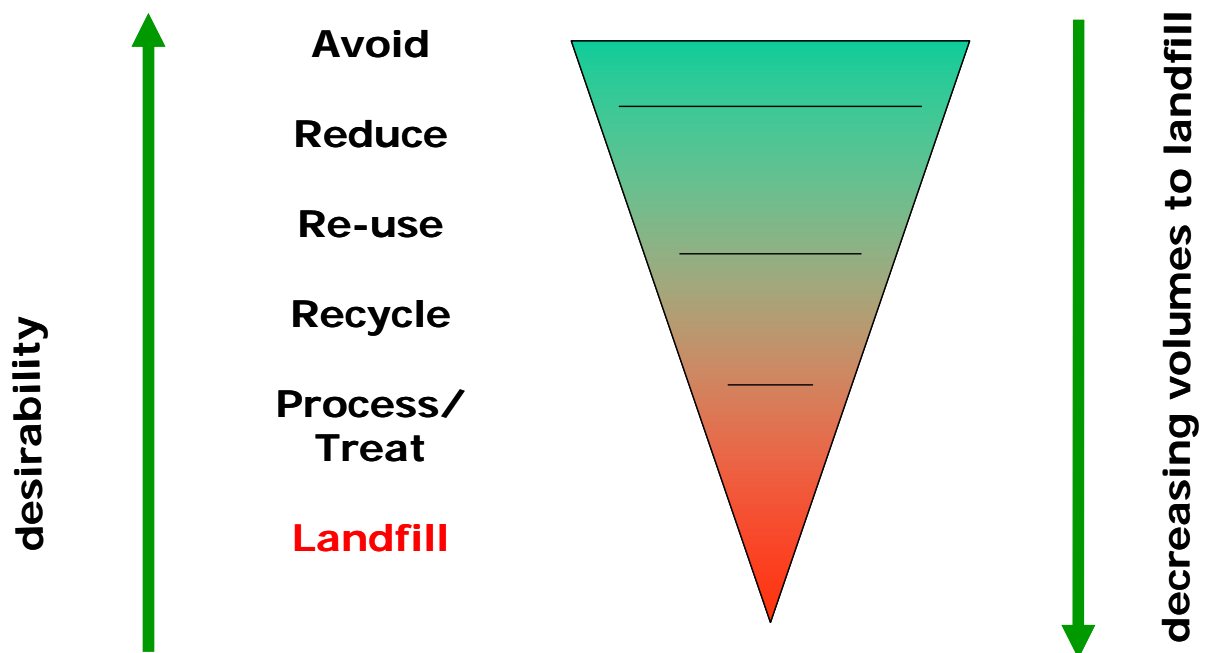 desirability
Avoid
Reduce
Re-use
Recycle
Process/
Treat
Landfill
decreasing volumes to landfill